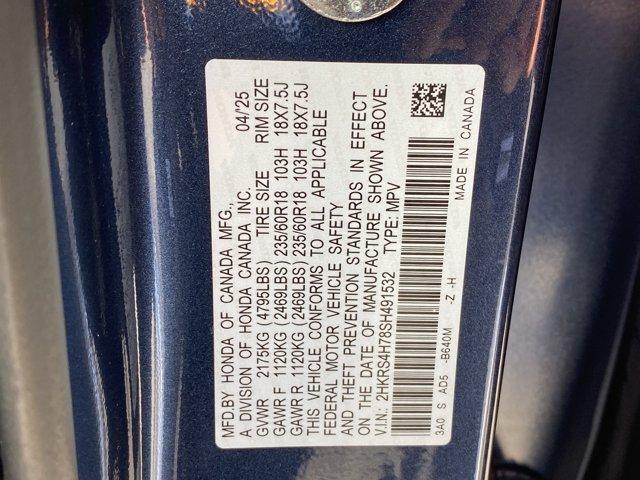 MFD.BY HONDA OF CANADA MFG.,
A DIVISION OF HONDA CANADA INC. 04/'25
GVWR 2175KG (4795LBS) TIRE SIZE RIM SIZE
GAWR F 1120KG (2469LBS) 235/60R18 103H 18X7.5J
GAWR R 1120KG (2469LBS) 235/60R18 103H 18X7.5J
THIS VEHICLE CONFORMS TO ALL APPLICABLE
FEDERAL MOTOR VEHICLE SAFETY
AND THEFT PREVENTION STANDARDS IN EFFECT
ON THE DATE OF MANUFACTURE SHOWN ABOVE.
V.I.N.: 2HKRS4H78SH491532 TYPE: MPV
3A0 S AD5 -B640M -Z -H MADE IN CANADA